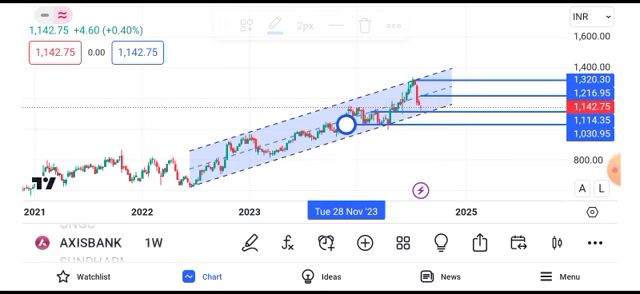 INR
2px
1,142.75 +4.60 (+0.40%)
1,142.75 0.00 1,142.75
1,600.00
1,400.00
1,320.30
1,216.95
1,142.75
1,114.35
1,030.95
800.00
A L
2021 2022 2023 Tue 28 Nov '23 2025
AXISBANK 1W
Watchlist Chart Ideas News Menu